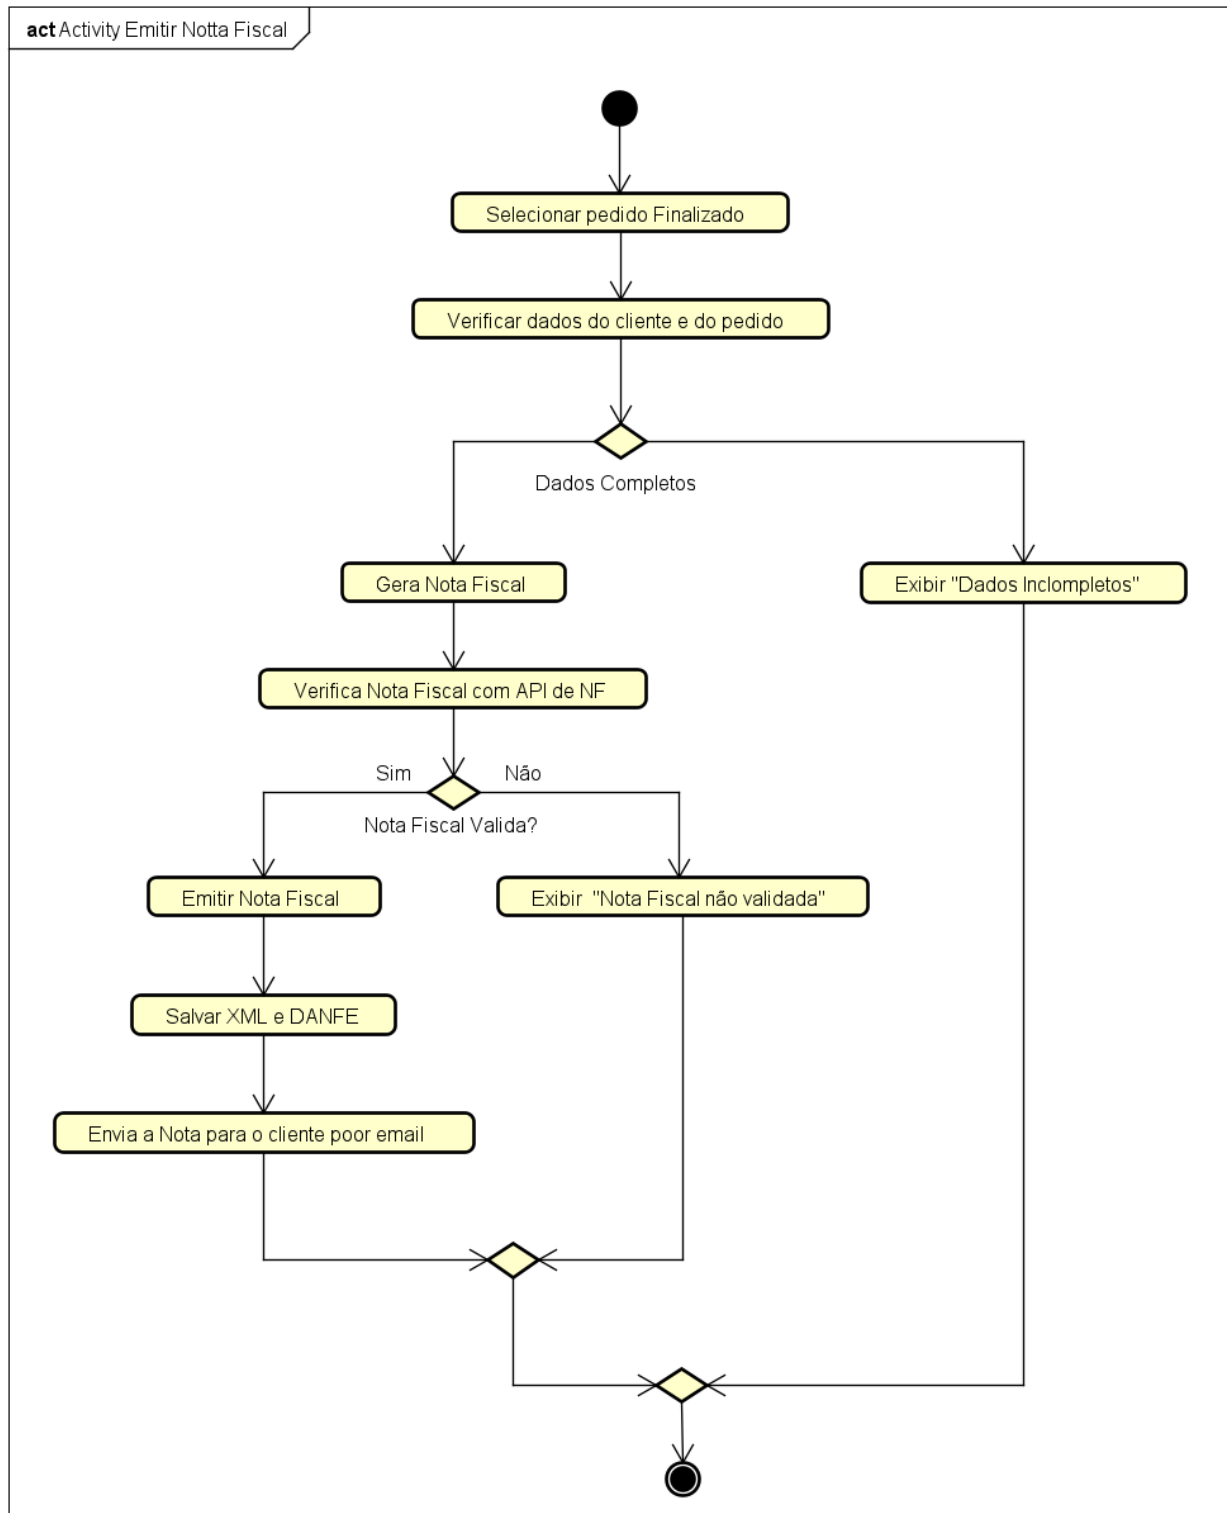 act Activity Emitir Notta Fiscal
Selecionar pedido Finalizado
Verificar dados do cliente e do pedido
Dados Completos
Gera Nota Fiscal
Exibir "Dados Inclompletos"
Verifica Nota Fiscal com API de NF
Sim
Não
Nota Fiscal Valida?
Emitir Nota Fiscal
Exibir "Nota Fiscal não validada"
Salvar XML e DANFE
Envia a Nota para o cliente poor email